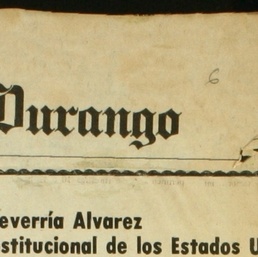 6
Durango
everría Alvarez
stitucional de los Estados U